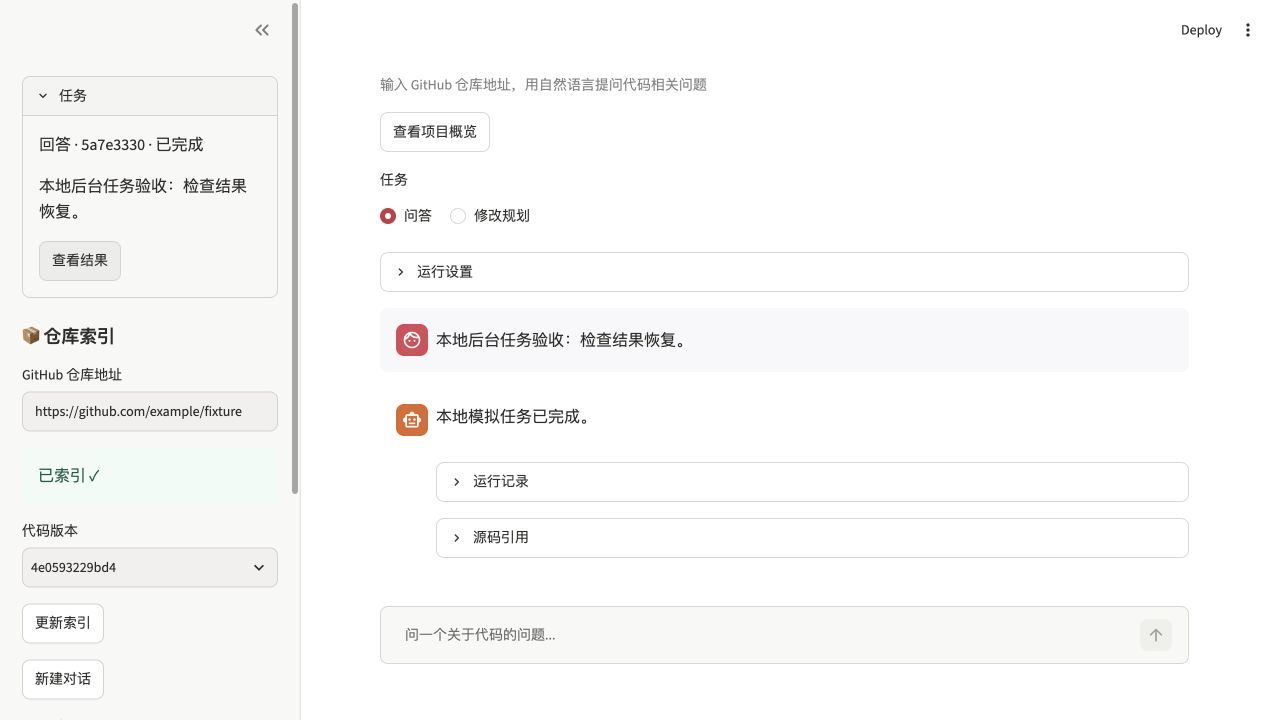 任务
回答 · 5a7e3330 · 已完成
本地后台任务验收：检查结果
恢复。
查看结果
📦 仓库索引
GitHub 仓库地址
https://github.com/example/fixture
已索引 ✓
代码版本
4e0593229bd4
更新索引
新建对话
Deploy
输入 GitHub 仓库地址，用自然语言提问代码相关问题
查看项目概览
任务
问答
修改规划
运行设置
本地后台任务验收：检查结果恢复。
本地模拟任务已完成。
运行记录
源码引用
问一个关于代码的问题...